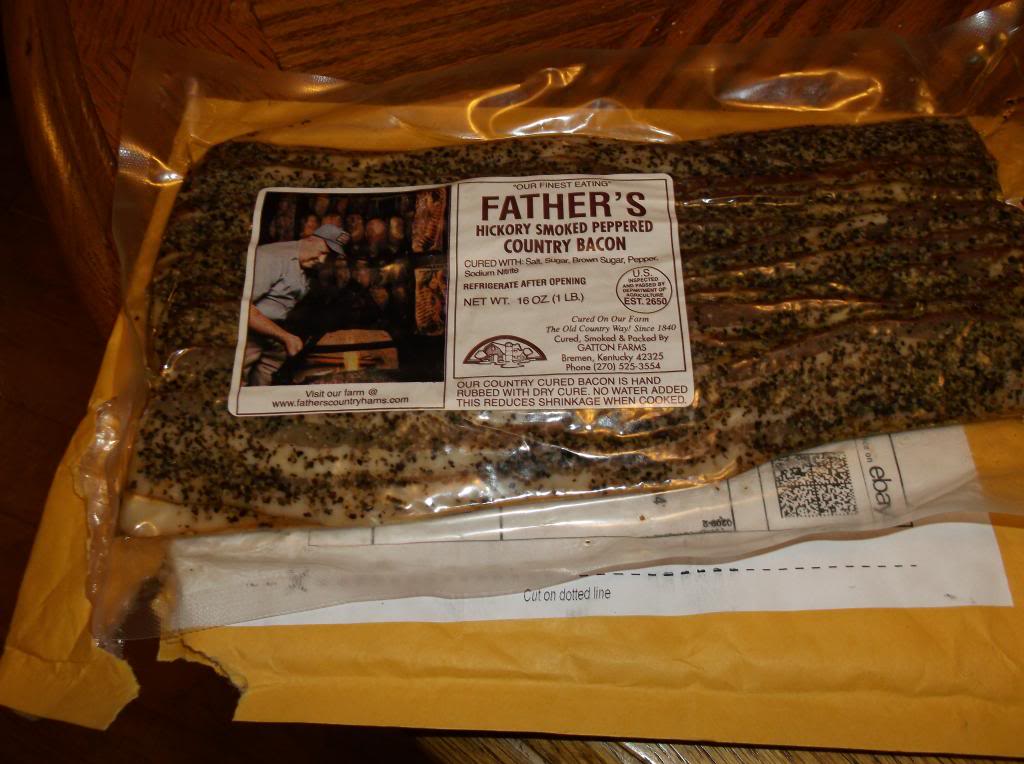 "OUR FINEST EATING"
FATHER'S
HICKORY SMOKED PEPPERED
COUNTRY BACON
CURED WITH: Salt, Sugar, Brown Sugar, Pepper,
Sodium Nitrite
REFRIGERATE AFTER OPENING
NET WT. 16 OZ. (1 LB.)
U.S.
INSPECTED
AND PASSED BY
DEPARTMENT OF
AGRICULTURE
EST. 2650
Cured On Our Farm
The Old Country Way! Since 1840
Cured, Smoked & Packed By
GATTON FARMS
Bremen, Kentucky 42325
Phone (270) 525-3554
OUR COUNTRY CURED BACON IS HAND
RUBBED WITH DRY CURE. NO WATER ADDED
THIS REDUCES SHRINKAGE WHEN COOKED.
Visit our farm @
www.fatherscountryhams.com
on ebay
Cut on dotted line